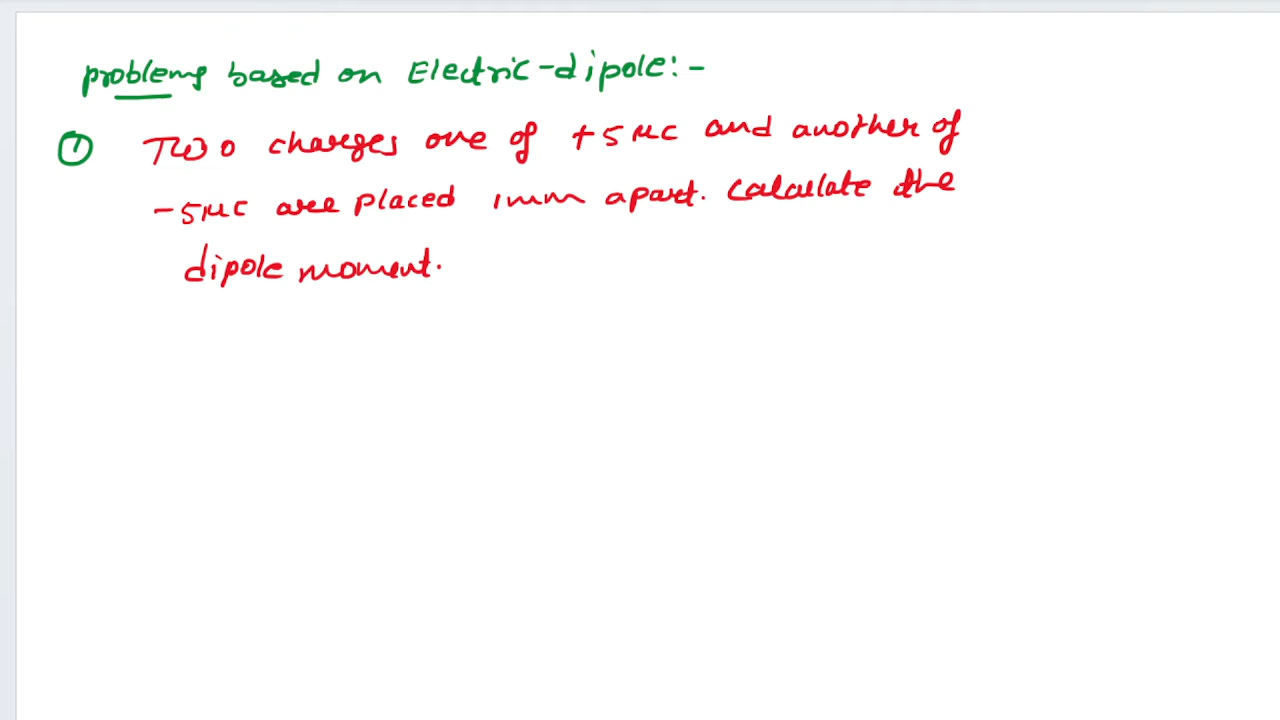 problems based on Electric-dipole:-
① Two charges one of +5μc and another of
-5μc are placed 1mm apart. calculate the
dipole moment.